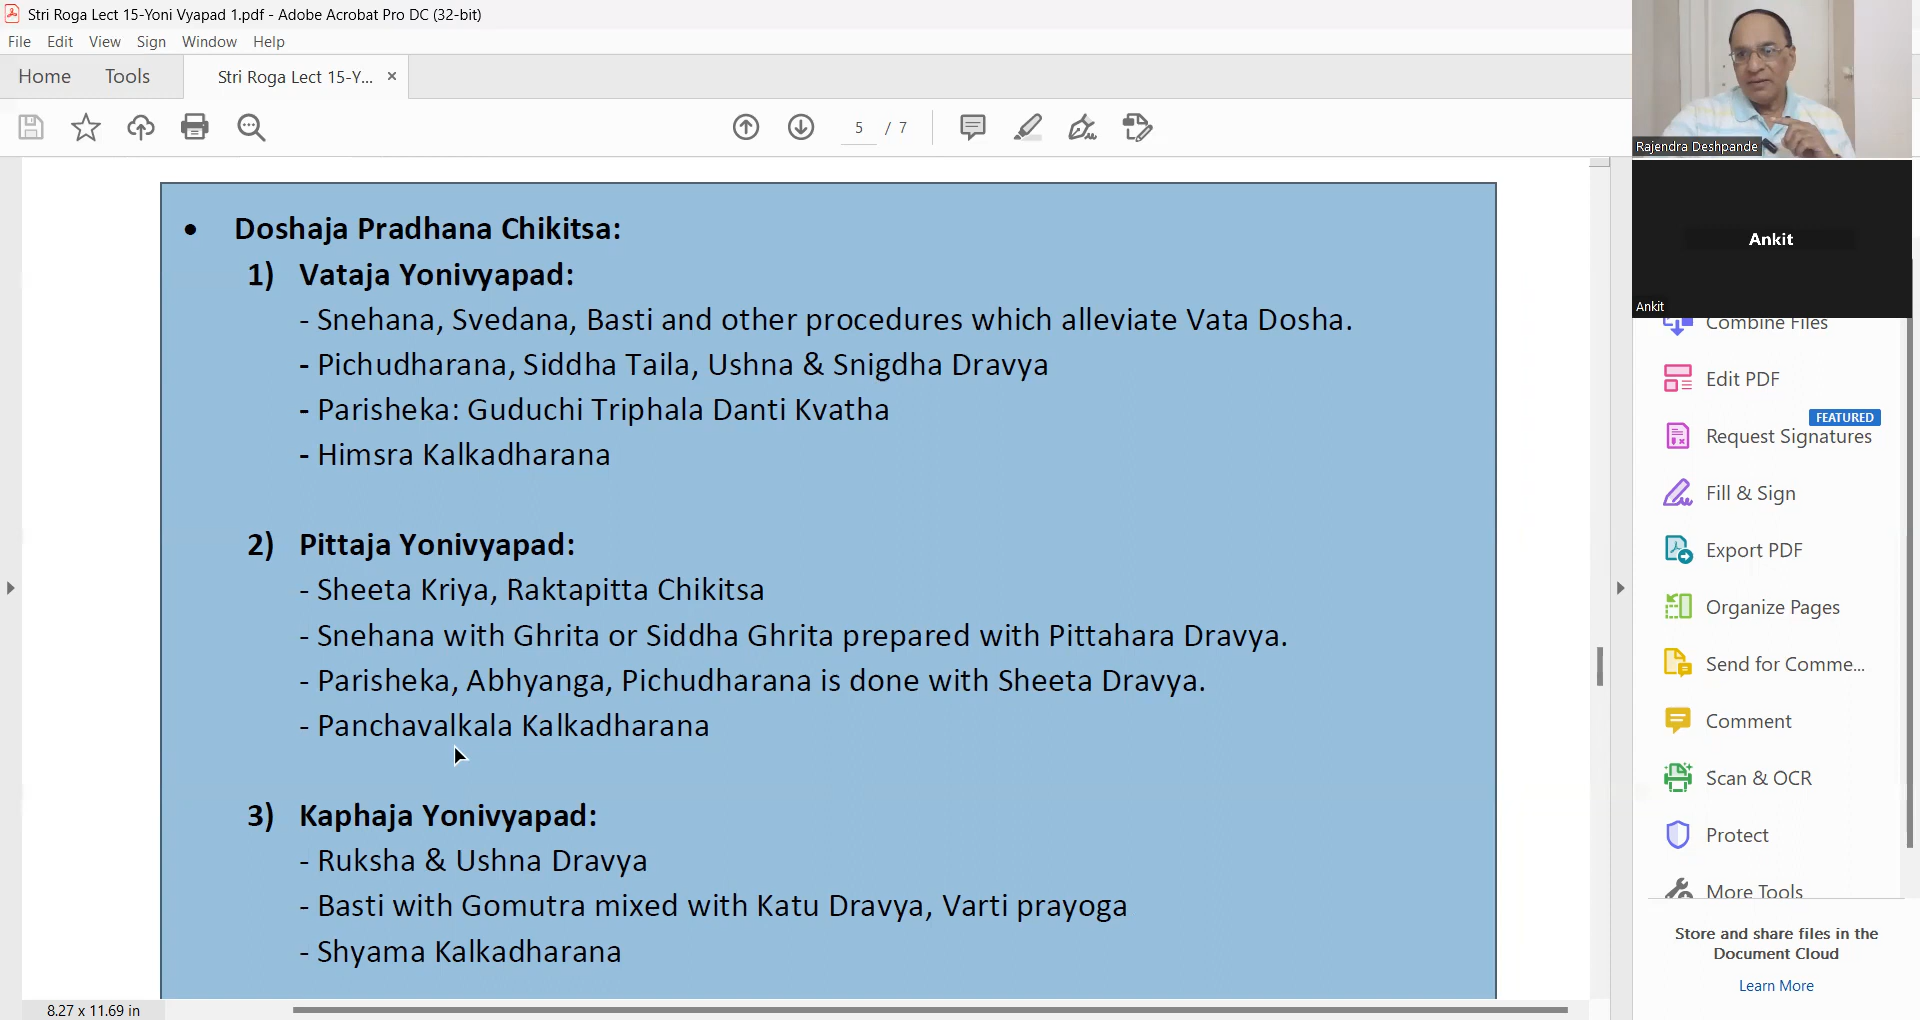 Stri Roga Lect 15-Yoni Vyapad 1.pdf - Adobe Acrobat Pro DC (32-bit)
File Edit View Sign Window Help
Home Tools Stri Roga Lect 15-Y... ×
5 / 7
• Doshaja Pradhana Chikitsa:
1) Vataja Yonivyapad:
- Snehana, Svedana, Basti and other procedures which alleviate Vata Dosha.
- Pichudharana, Siddha Taila, Ushna & Snigdha Dravya
- Parisheka: Guduchi Triphala Danti Kvatha
- Himsra Kalkadharana
2) Pittaja Yonivyapad:
- Sheeta Kriya, Raktapitta Chikitsa
- Snehana with Ghrita or Siddha Ghrita prepared with Pittahara Dravya.
- Parisheka, Abhyanga, Pichudharana is done with Sheeta Dravya.
- Panchavalkala Kalkadharana
3) Kaphaja Yonivyapad:
- Ruksha & Ushna Dravya
- Basti with Gomutra mixed with Katu Dravya, Varti prayoga
- Shyama Kalkadharana
8.27 x 11.69 in
Rajendra Deshpande
Ankit
Ankit
Combine Files
Edit PDF
FEATURED
Request Signatures
Fill & Sign
Export PDF
Organize Pages
Send for Comme...
Comment
Scan & OCR
Protect
More Tools
Store and share files in the
Document Cloud
Learn More